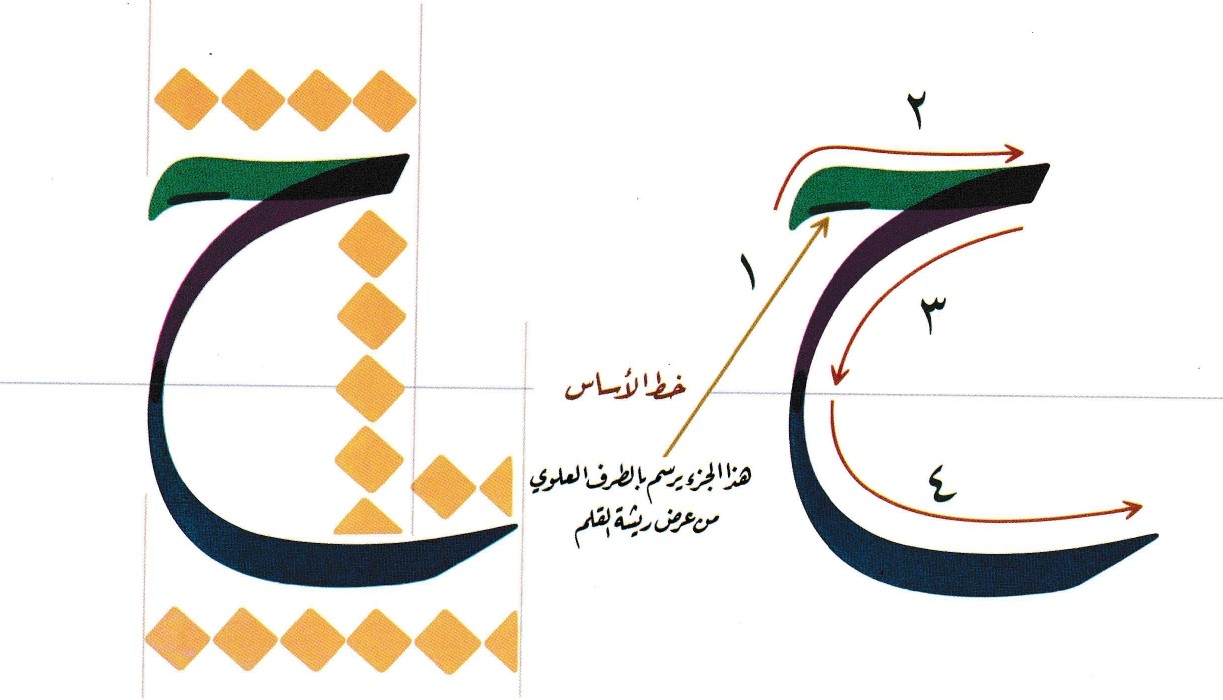 ح ح
٢
١
٣
خط الأساس
هذا الجزء يرسم بالطرف العلوي
من عرض ريشة القلم
٤